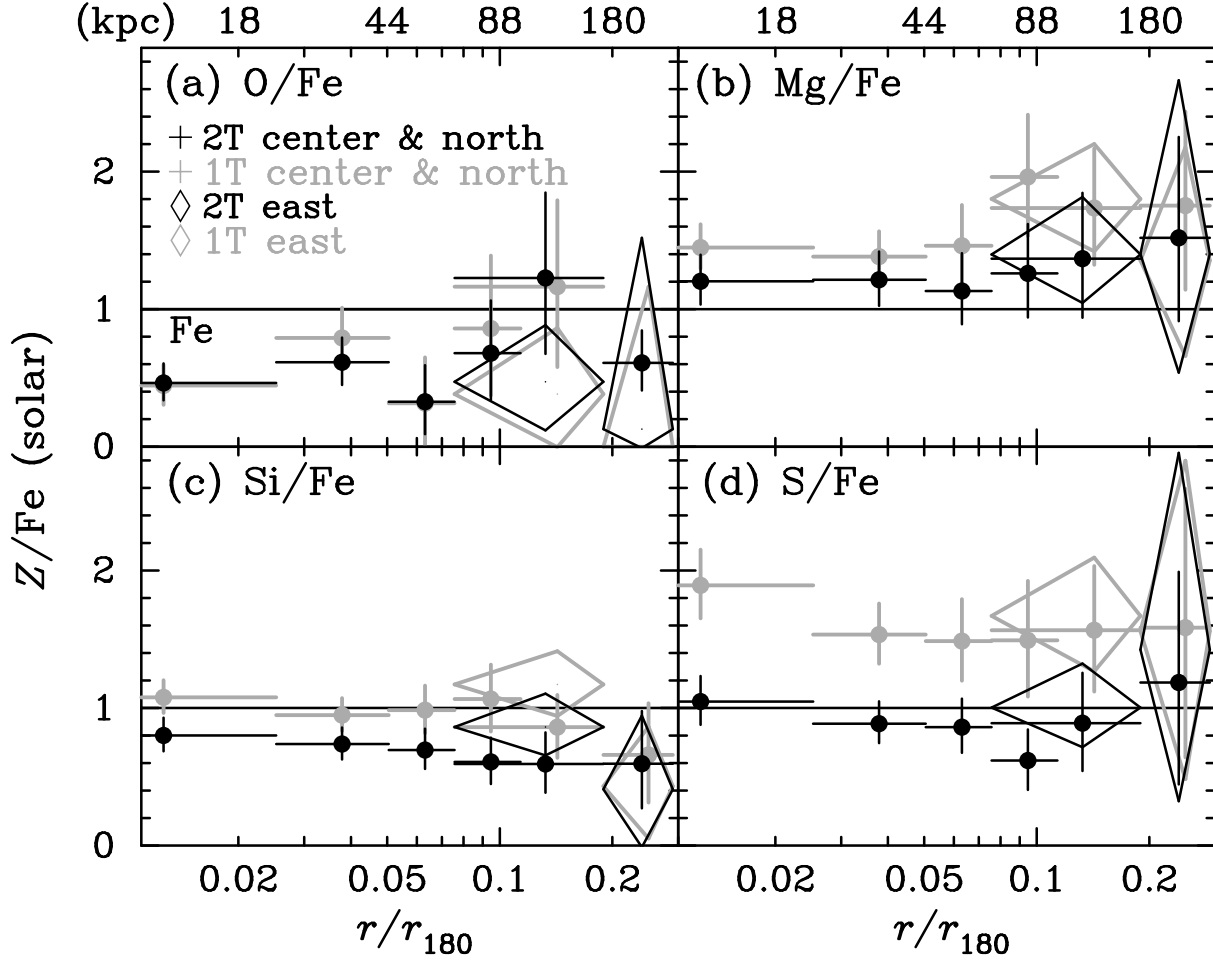 (kpc) 18 44 88 180 18 44 88 180
(a) O/Fe
2T center & north
1T center & north
2T east
1T east
Fe
(b) Mg/Fe
(c) Si/Fe
(d) S/Fe
Z/Fe (solar)
2
1
0
2
1
0
0.02 0.05 0.1 0.2 0.02 0.05 0.1 0.2
r/r180 r/r180